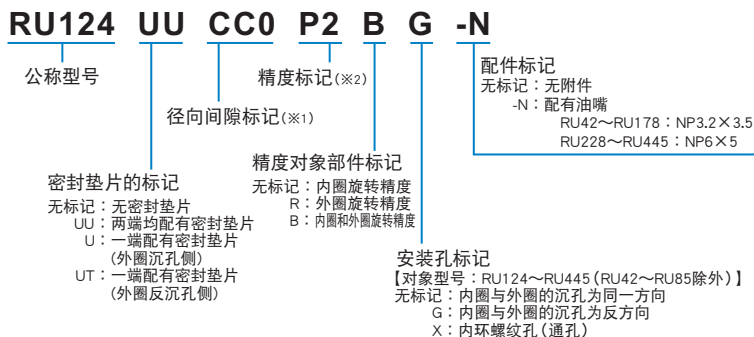 RU124 UU CC0 P2 B G -N
公称型号
精度标记(※2)
径向间隙标记(※1)
配件标记
无标记：无附件
-N：配有油嘴
RU42～RU178：NP3.2×3.5
RU228～RU445：NP6×5
密封垫片的标记
无标记：无密封垫片
UU：两端均配有密封垫片
U：一端配有密封垫片
(外圈沉孔侧)
UT：一端配有密封垫片
(外圈反沉孔侧)
精度对象部件标记
无标记：内圈旋转精度
R：外圈旋转精度
B：内圈和外圈旋转精度
安装孔标记
【对象型号：RU124～RU445(RU42～RU85除外)】
无标记：内圈与外圈的沉孔为同一方向
G：内圈与外圈的沉孔为反方向
X：内环螺纹孔(通孔)